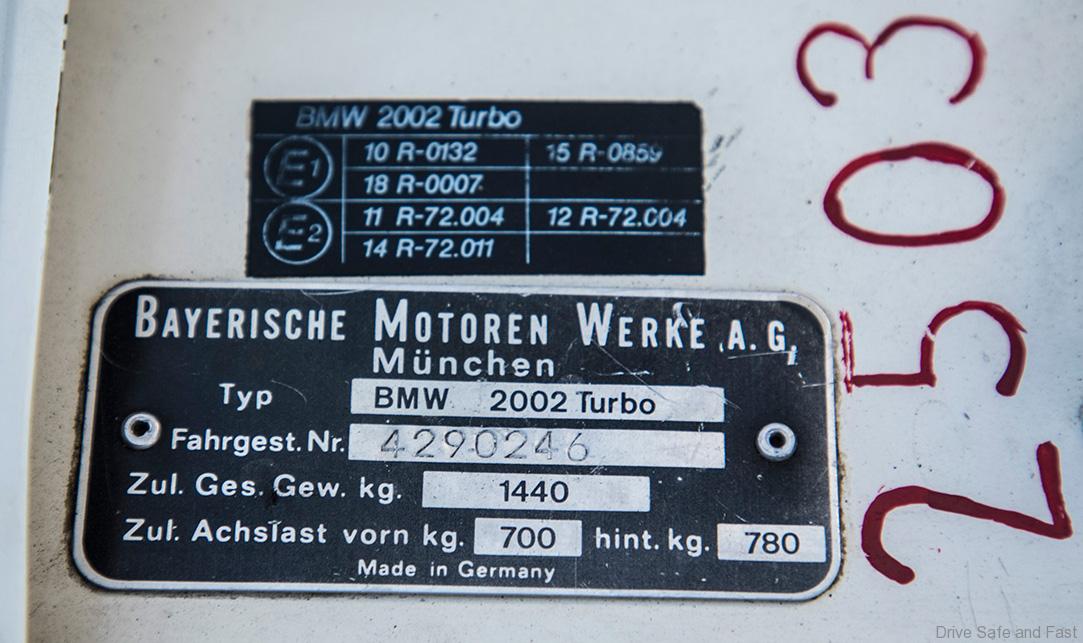 BMW 2002 Turbo
E1 10 R-0132 15 R-0859
18 R-0007
E2 11 R-72.004 12 R-72.004
14 R-72.011
BAYERISCHE MOTOREN WERKE A.G.
München
Typ BMW 2002 Turbo
Fahrgest. Nr. 4290246
Zul. Ges. Gew. kg. 1440
Zul. Achslast vorn kg. 700 hint. kg. 780
Made in Germany
2503
Drive Safe and Fast